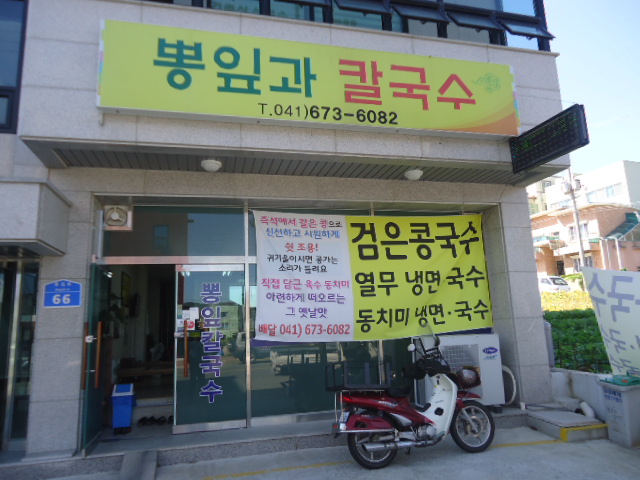 뽕잎과 칼국수
T.041)673-6082
즉석에서 갈은 콩으로
신선하고 시원하게
쉿 조용!
귀기울이시면 콩가는
소리가 들려요
직접 담근 육수 동치미
아련하게 떠오르는
그 옛날맛
배달 041) 673-6082
검은콩국수
열무 냉면·국수
동치미 냉면·국수
66
뽕잎칼국수
국수